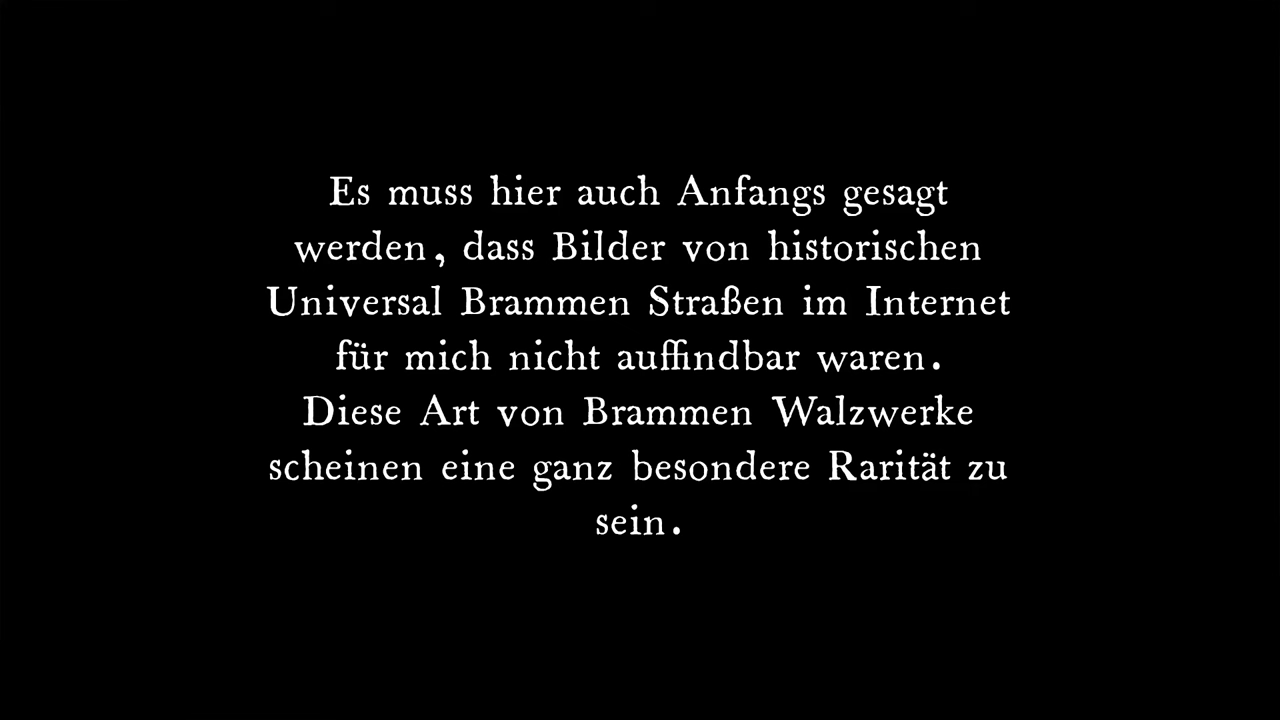 Es muss hier auch Anfangs gesagt
werden, dass Bilder von historischen
Universal Brammen Straßen im Internet
für mich nicht auffindbar waren.
Diese Art von Brammen Walzwerke
scheinen eine ganz besondere Rarität zu
sein.